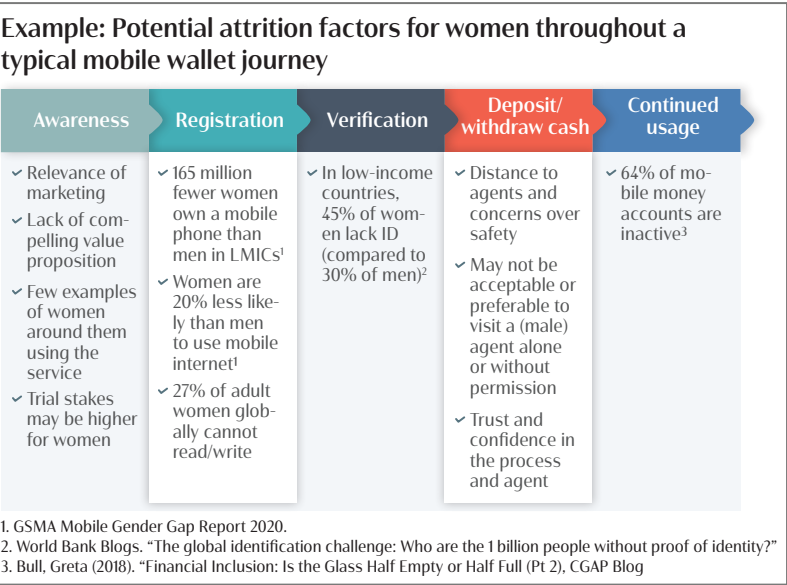 Example: Potential attrition factors for women throughout a
typical mobile wallet journey
Awareness
Registration
Verification
Deposit/
withdraw cash
Continued
usage
✓ Relevance of
marketing
✓ Lack of com-
pelling value
proposition
✓ Few examples
of women
around them
using the
service
✓ Trial stakes
may be higher
for women
✓ 165 million
fewer women
own a mobile
phone than
men in LMICs¹
✓ Women are
20% less like-
ly than men
to use mobile
internet¹
✓ 27% of adult
women glob-
ally cannot
read/write
✓ In low-income
countries,
45% of wom-
en lack ID
(compared to
30% of men)²
✓ Distance to
agents and
concerns over
safety
✓ May not be
acceptable or
preferable to
visit a (male)
agent alone
or without
permission
✓ Trust and
confidence in
the process
and agent
✓ 64% of mo-
bile money
accounts are
inactive³
1. GSMA Mobile Gender Gap Report 2020.
2. World Bank Blogs. “The global identification challenge: Who are the 1 billion people without proof of identity?”
3. Bull, Greta (2018). “Financial Inclusion: Is the Glass Half Empty or Half Full (Pt 2), CGAP Blog